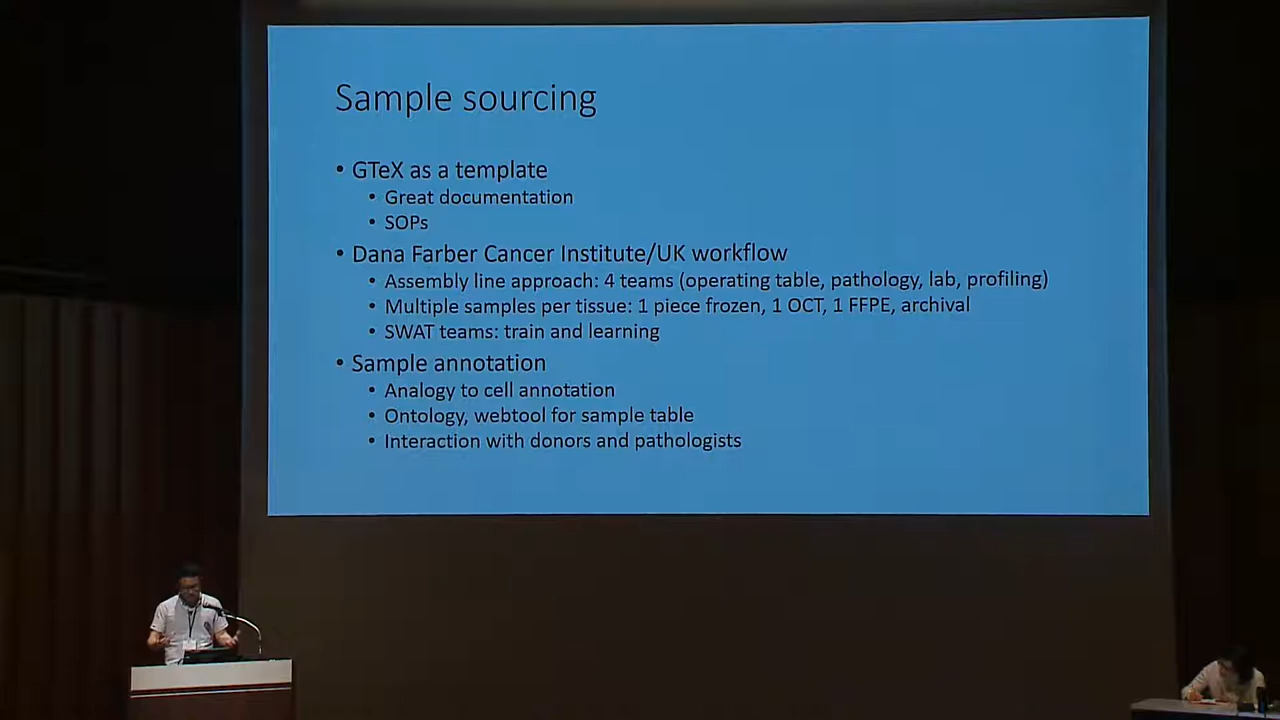 Sample sourcing
• GTeX as a template
• Great documentation
• SOPs
• Dana Farber Cancer Institute/UK workflow
• Assembly line approach: 4 teams (operating table, pathology, lab, profiling)
• Multiple samples per tissue: 1 piece frozen, 1 OCT, 1 FFPE, archival
• SWAT teams: train and learning
• Sample annotation
• Analogy to cell annotation
• Ontology, webtool for sample table
• Interaction with donors and pathologists